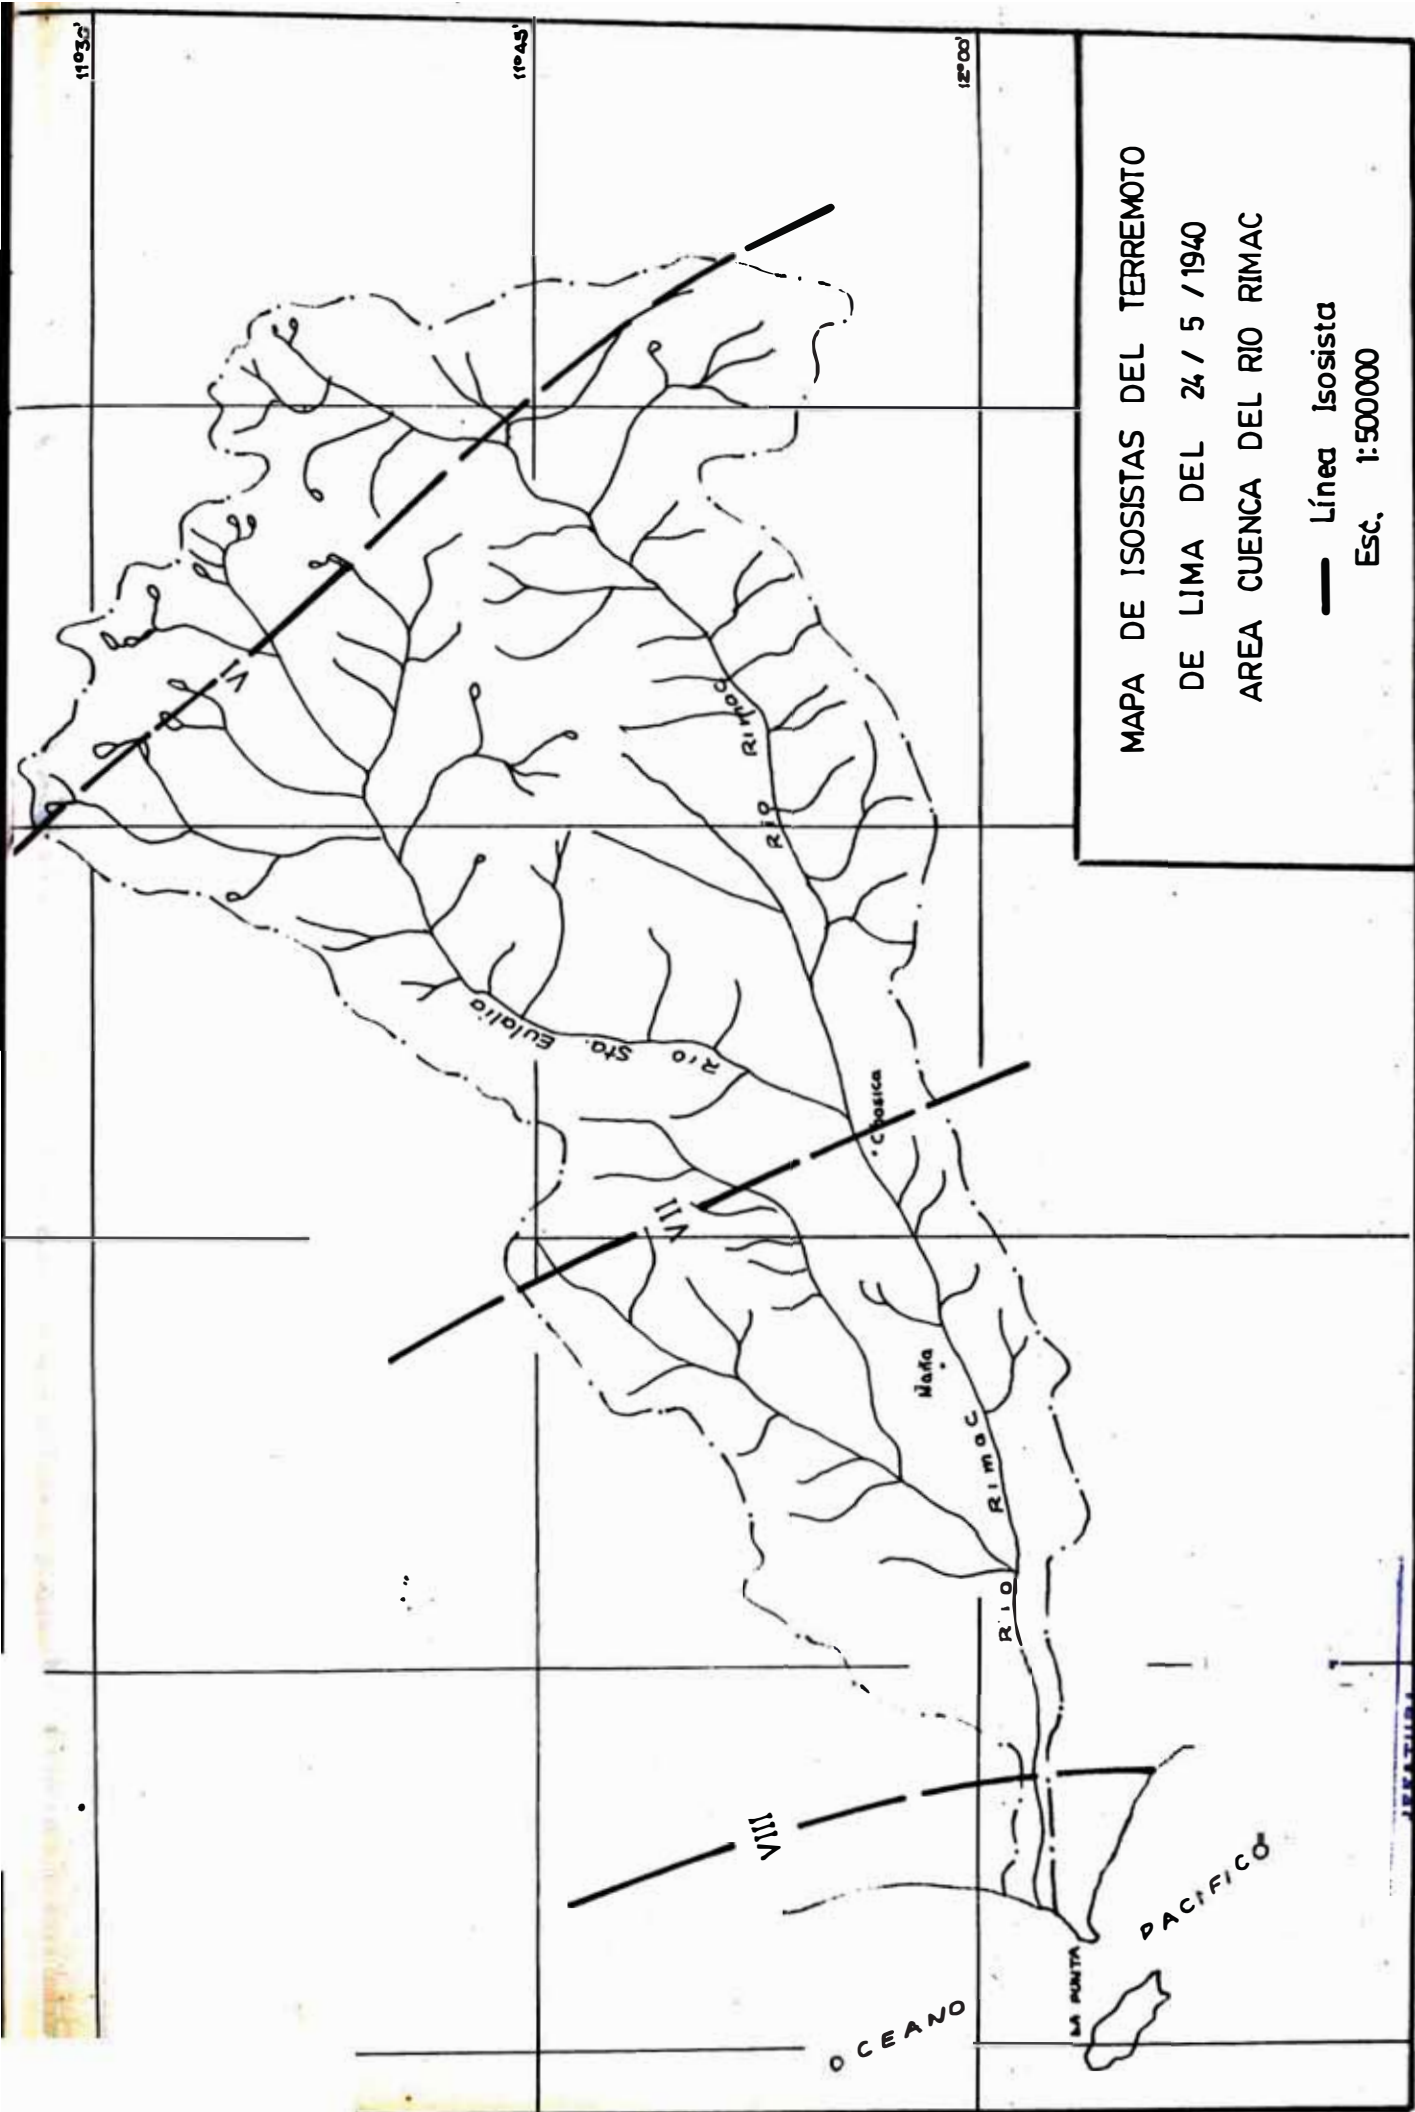 11°30'
11°45'
12°00'
MAPA DE ISOSISTAS DEL TERREMOTO
DE LIMA DEL 24 / 5 / 1940
AREA CUENCA DEL RIO RIMAC
Línea Isosista
Esc. 1:500000
VI
RIO Rimac
RIO Sta. Eulalia
Chosica
VII
Ñaña
RIO RIMAC
VIII
LA PUNTA
OCEANO PACIFICO